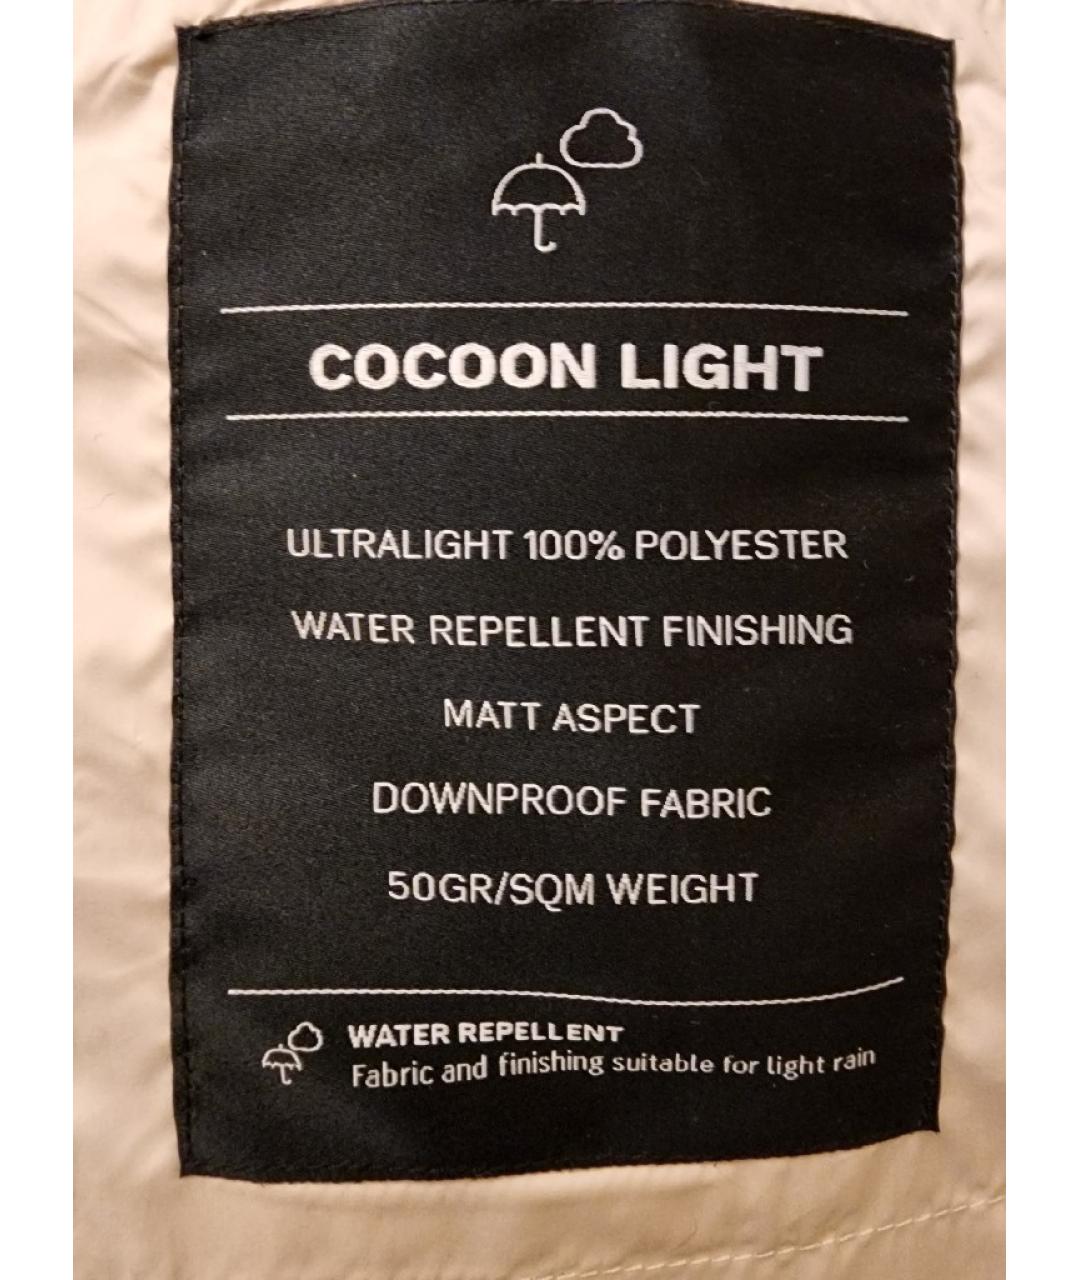 COCOON LIGHT
ULTRALIGHT 100% POLYESTER
WATER REPELLENT FINISHING
MATT ASPECT
DOWNPROOF FABRIC
50GR/SQM WEIGHT
WATER REPELLENT
Fabric and finishing suitable for light rain